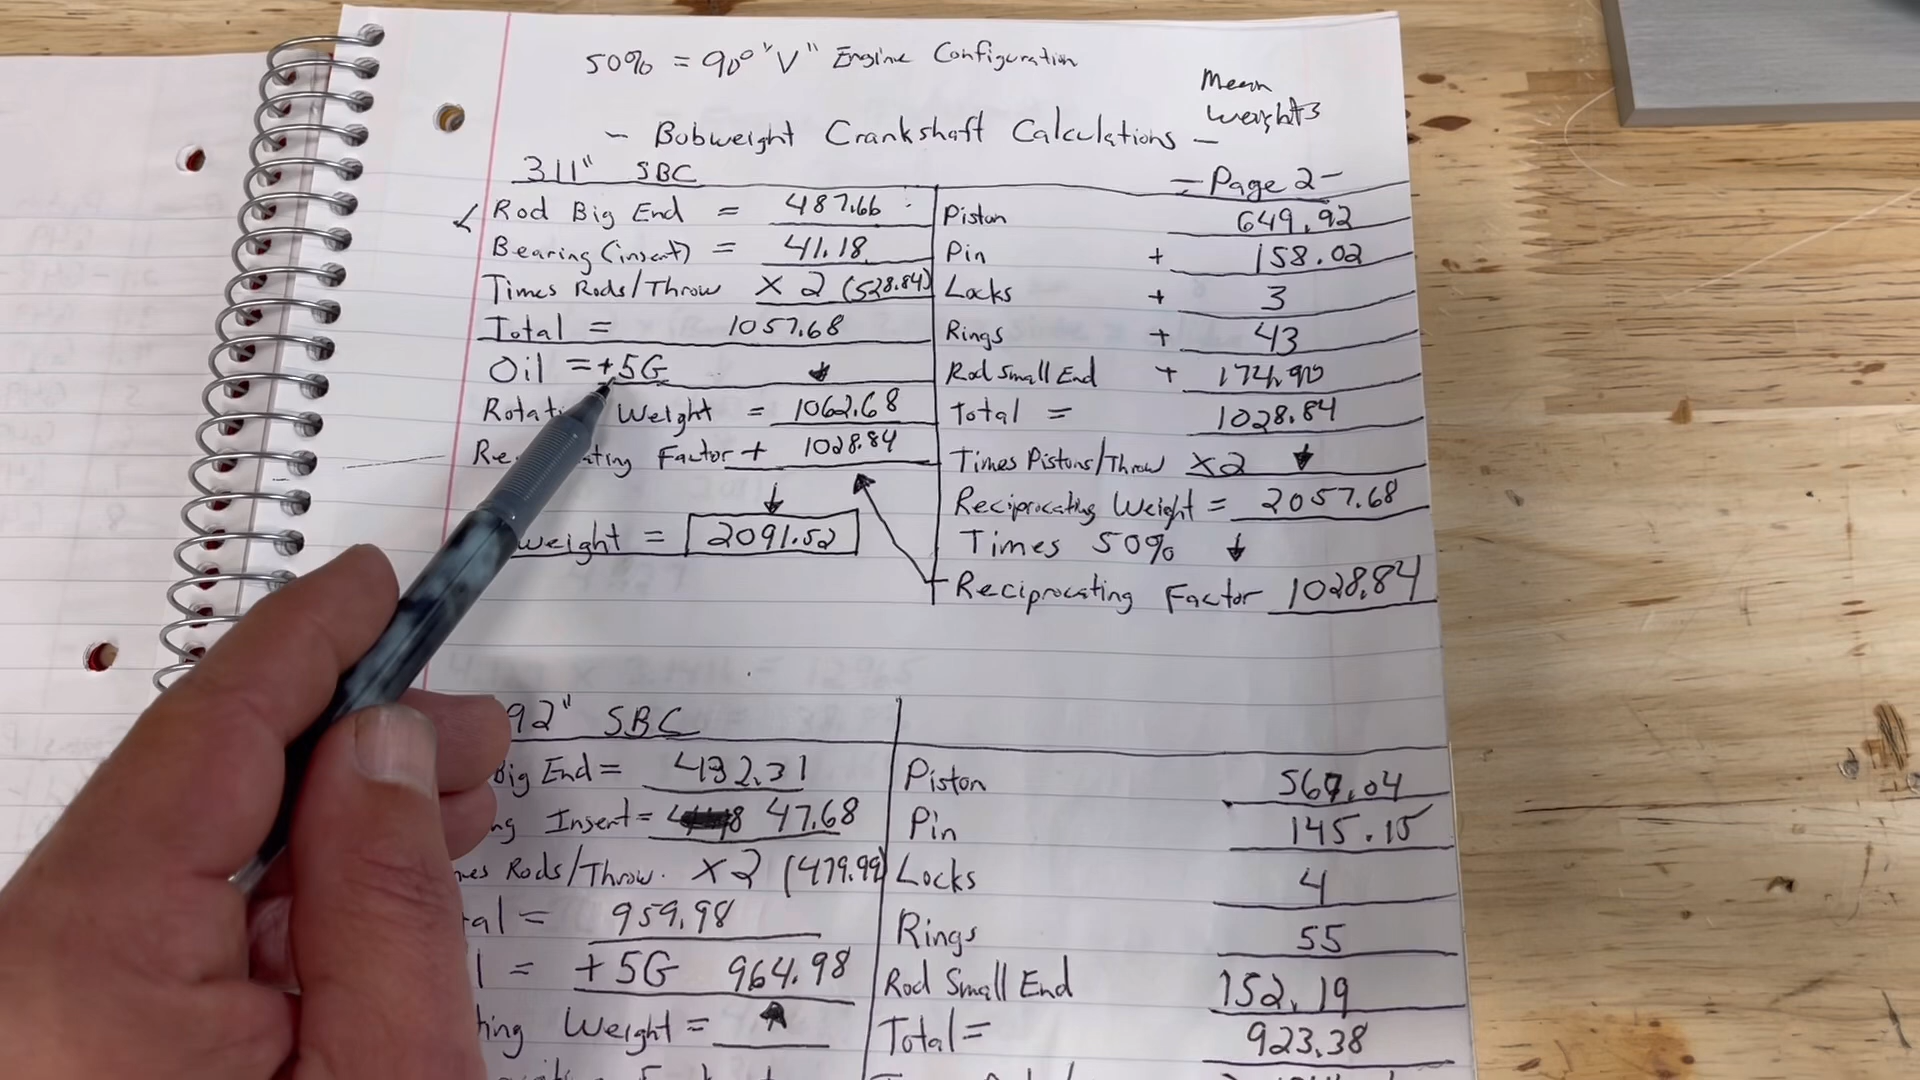 50% = 90° "V" Engine Configuration
Mean
weights
- Bobweight Crankshaft Calculations -
311" SBC
- Page 2 -
Rod Big End = 487.66
Bearing (insert) = 41.18
Times Rods/Throw X 2 (528.84)
Total = 1057.68
Oil = +5G
Weight = 1062.68
Factor + 1028.84
weight = 2091.52
Piston 649.92
Pin + 158.02
Locks + 3
Rings + 43
Rod Small End + 174.90
Total = 1028.84
Times Pistons/Throw X2
Reciprocating Weight = 2057.68
Times 50%
Reciprocating Factor 1028.84
92" SBC
Big End = 432.31
Insert = 47.68
Rods/Throw. X2 (479.99)
959.98
= +5G 964.98
Weight =
Piston 567.04
Pin 145.15
Locks 4
Rings 55
Rod Small End 152.19
Total = 923.38